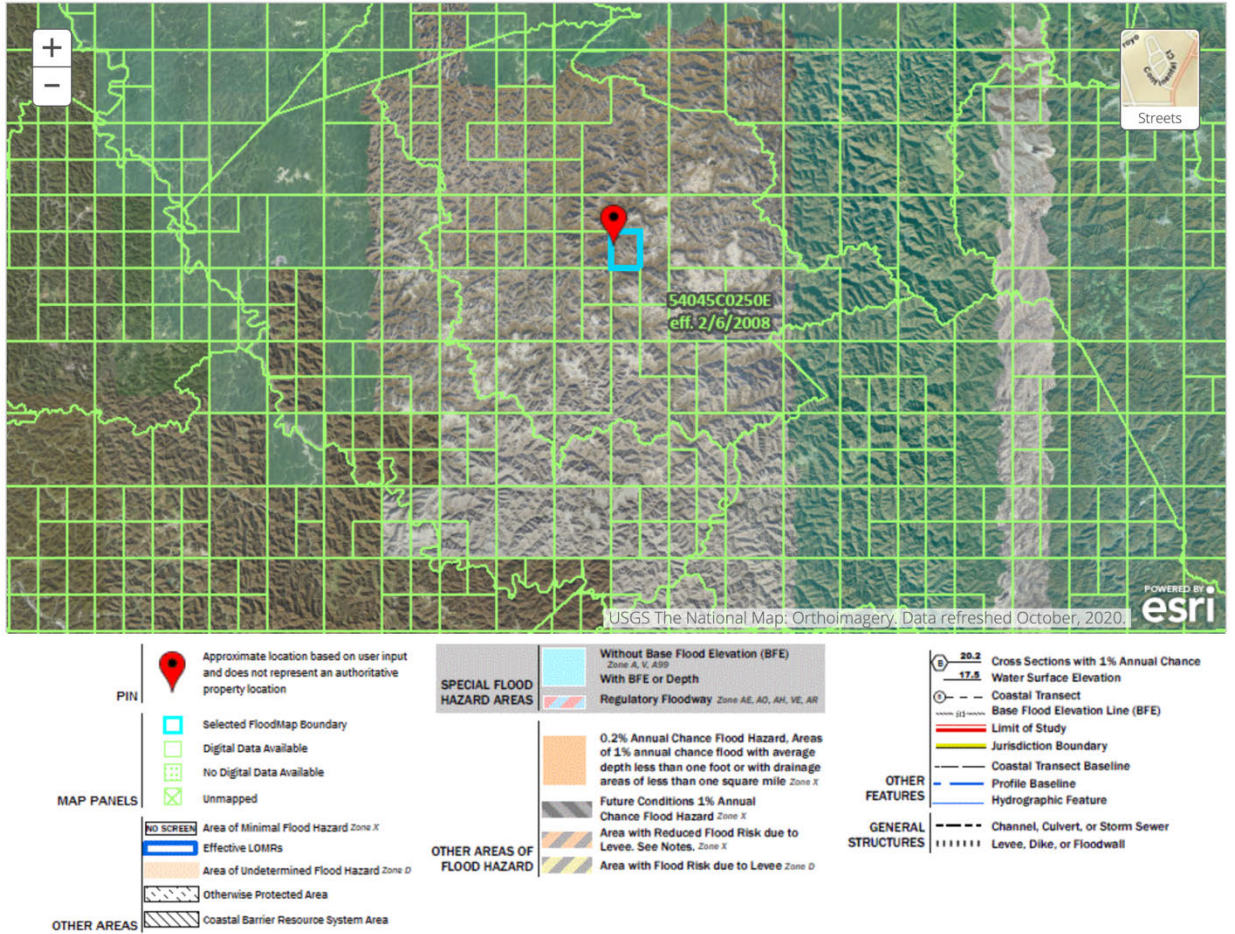 +
−
Streets
54045C0250E
eff. 2/6/2008
USGS The National Map: Orthoimagery. Data refreshed October, 2020.
POWERED BY
esri
PIN
Approximate location based on user input
and does not represent an authoritative
property location
MAP PANELS
Selected FloodMap Boundary
Digital Data Available
No Digital Data Available
Unmapped
OTHER AREAS
NO SCREEN Area of Minimal Flood Hazard Zone X
Effective LOMRs
Area of Undetermined Flood Hazard Zone D
Otherwise Protected Area
Coastal Barrier Resource System Area
SPECIAL FLOOD
HAZARD AREAS
Without Base Flood Elevation (BFE)
Zone A, V, A99
With BFE or Depth
Regulatory Floodway Zone AE, AO, AH, VE, AR
OTHER AREAS OF
FLOOD HAZARD
0.2% Annual Chance Flood Hazard, Areas
of 1% annual chance flood with average
depth less than one foot or with drainage
areas of less than one square mile Zone X
Future Conditions 1% Annual
Chance Flood Hazard Zone X
Area with Reduced Flood Risk due to
Levee. See Notes. Zone X
Area with Flood Risk due to Levee Zone D
OTHER
FEATURES
20.2 Cross Sections with 1% Annual Chance
17.5 Water Surface Elevation
Coastal Transect
Base Flood Elevation Line (BFE)
Limit of Study
Jurisdiction Boundary
Coastal Transect Baseline
Profile Baseline
Hydrographic Feature
GENERAL
STRUCTURES
Channel, Culvert, or Storm Sewer
Levee, Dike, or Floodwall